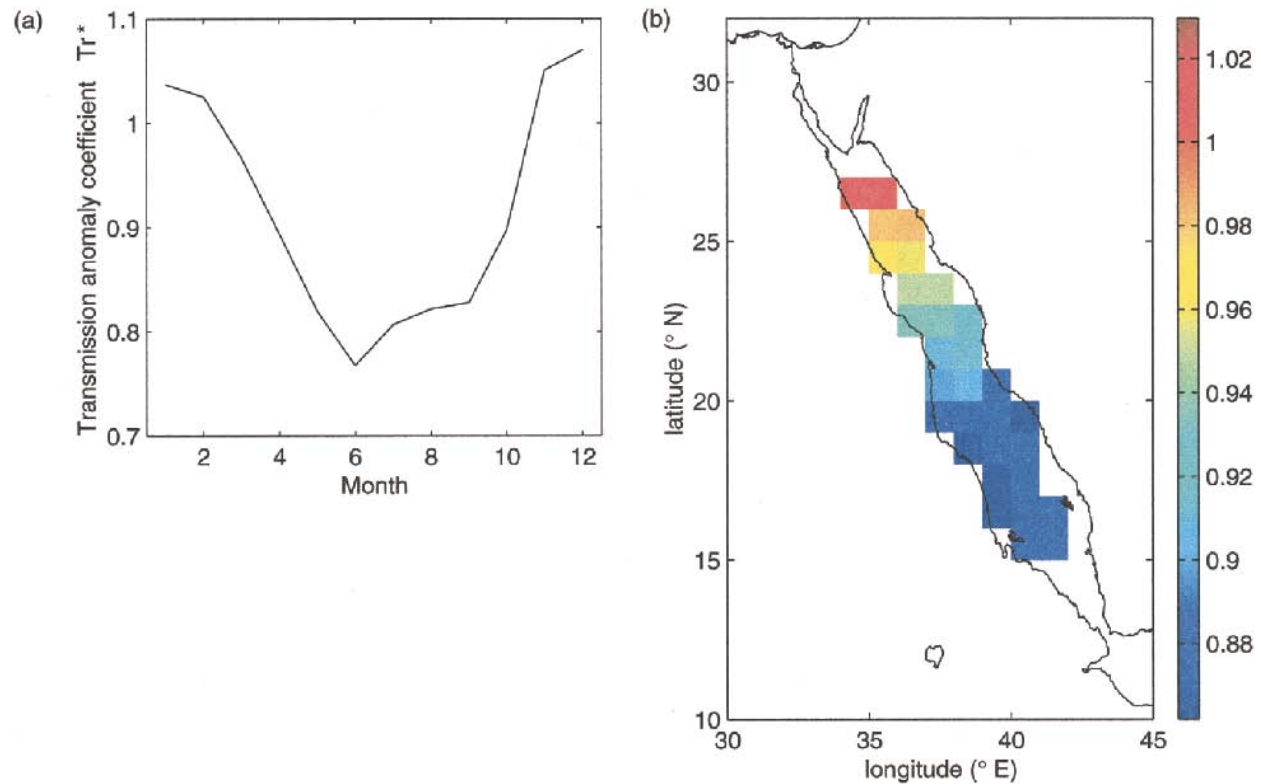 (a)
Transmission anomaly coefficient Tr*
1.1
1
0.9
0.8
0.7
2 4 6 8 10 12
Month
(b)
latitude (° N)
30
25
20
15
10
30 35 40 45
longitude (° E)
1.02
1
0.98
0.96
0.94
0.92
0.9
0.88